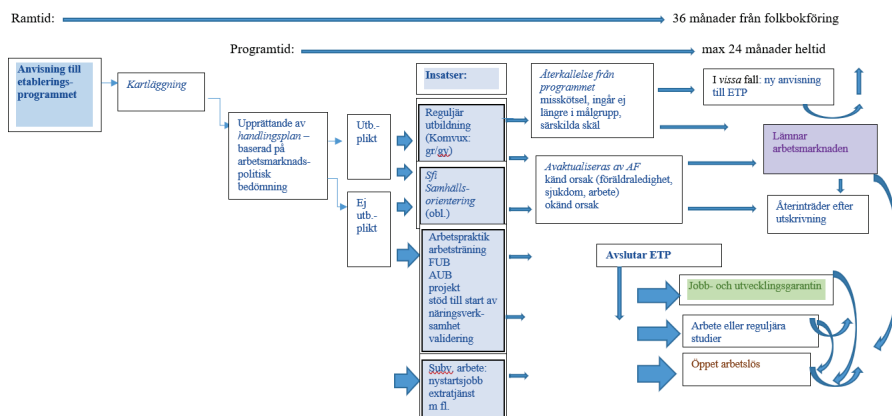 Ramtid:
36 månader från folkbokföring
Programtid:
max 24 månader heltid
Anvisning till
etablerings-
programmet
Kartläggning
Upprättande av
handlingsplan –
baserad på
arbetsmarknads-
politisk
bedömning
Utb.-
plikt
Ej
utb.-
plikt
Insatser:
Reguljär
utbildning
(Komvux:
gr/gy)
Sfi
Samhälls-
orientering
(obl.)
Arbetspraktik
arbetsträning
FUB
AUB
projekt
stöd till start av
näringsverk-
samhet
validering
Subv. arbete:
nystartsjobb
extratjänst
m fl.
Återkallelse från
programmet
misskötsel, ingår ej
längre i målgrupp,
särskilda skäl
Avaktualiseras av AF
känd orsak (föräldraledighet,
sjukdom, arbete)
okänd orsak
I vissa fall: ny anvisning
till ETP
Lämnar
arbetsmarknaden
Återinträder efter
utskrivning
Avslutar ETP
Jobb- och utvecklingsgarantin
Arbete eller reguljära
studier
Öppet arbetslös